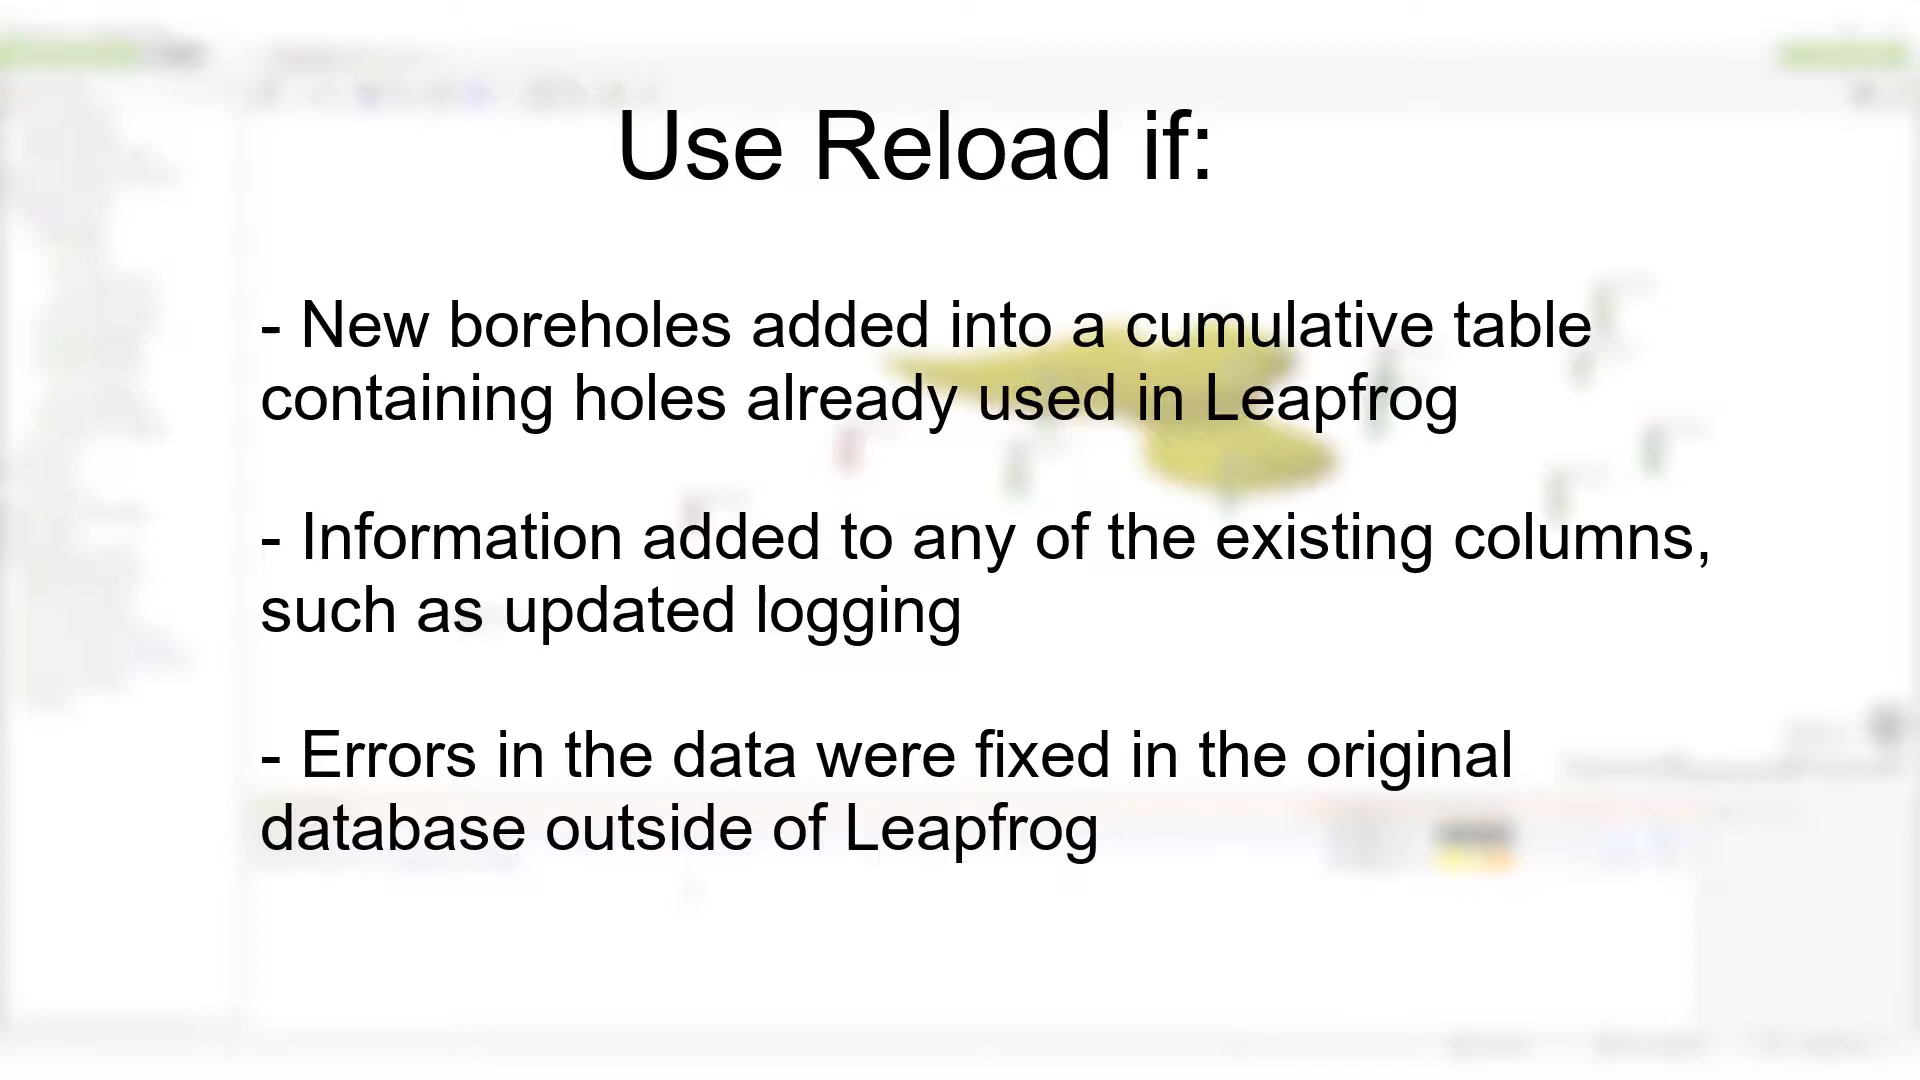 Use Reload if:
- New boreholes added into a cumulative table
containing holes already used in Leapfrog
- Information added to any of the existing columns,
such as updated logging
- Errors in the data were fixed in the original
database outside of Leapfrog